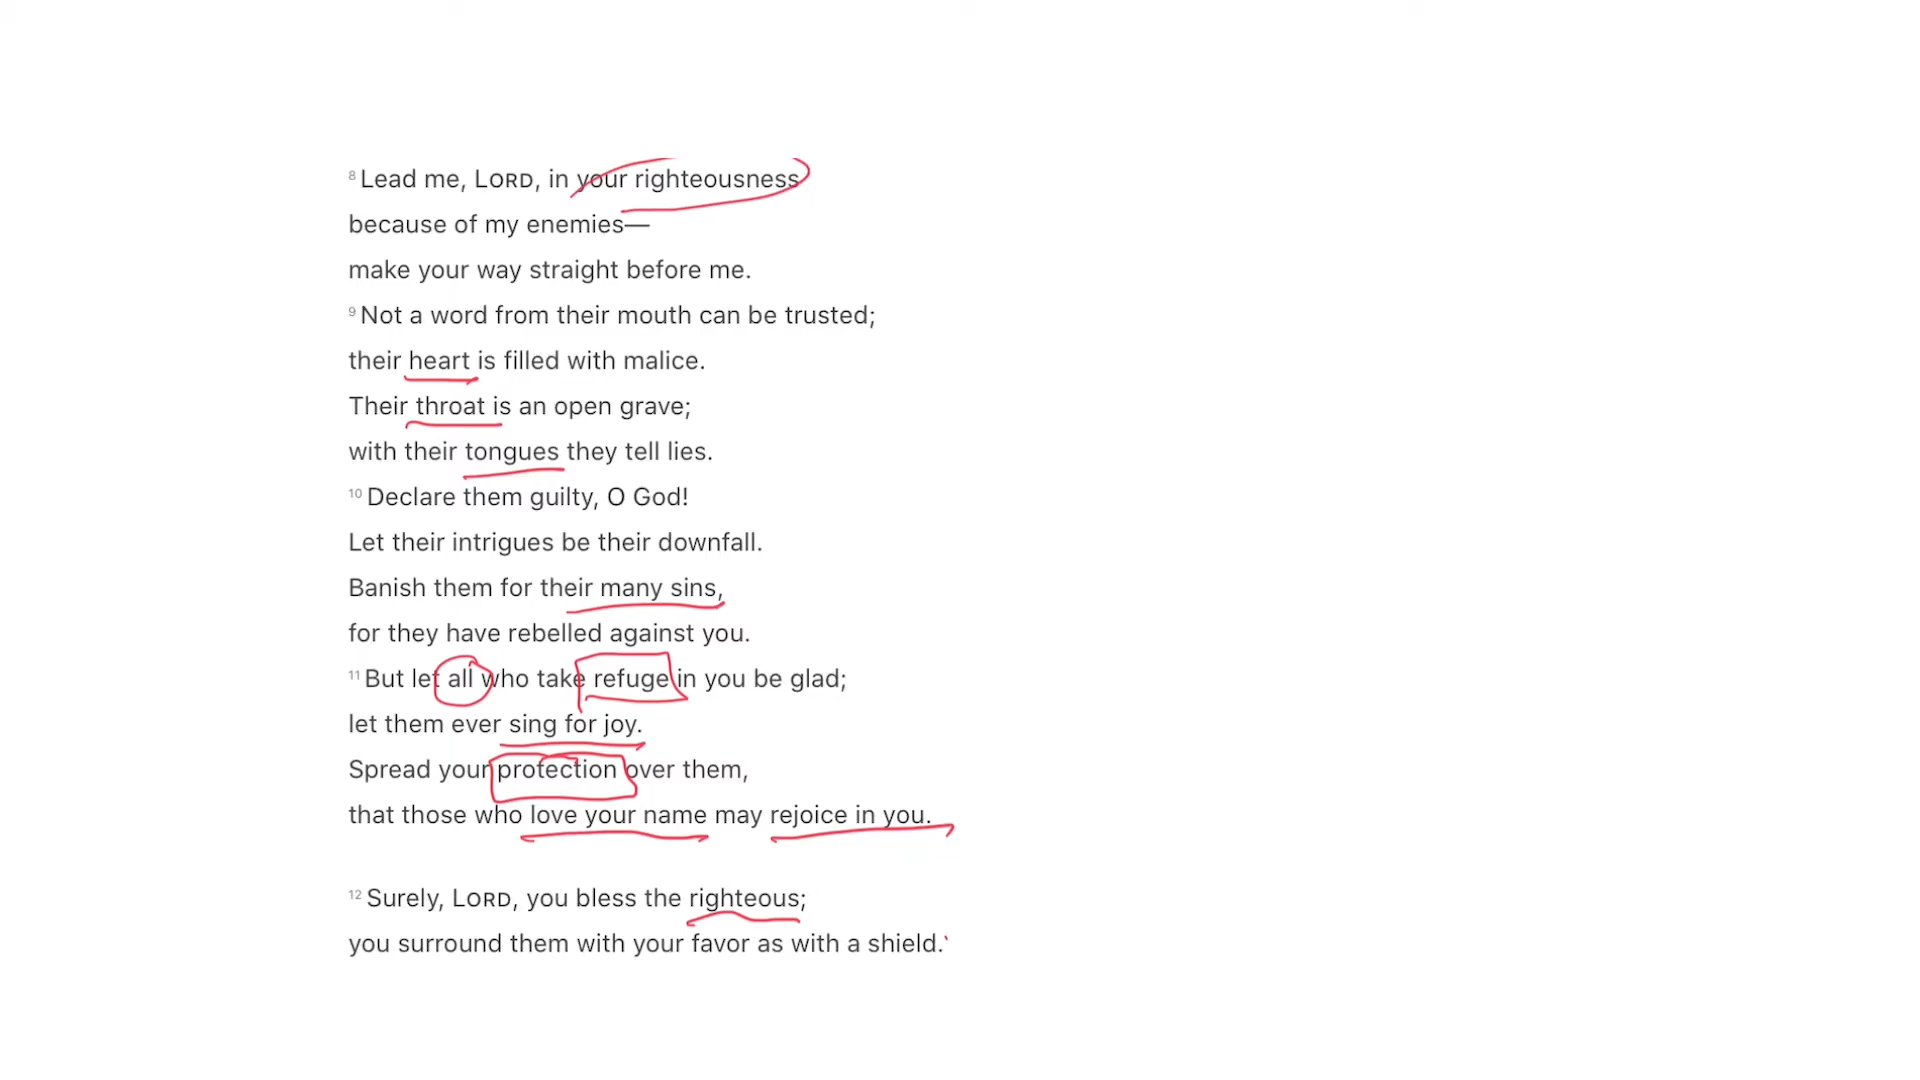 8 Lead me, LORD, in your righteousness
because of my enemies—
make your way straight before me.
9 Not a word from their mouth can be trusted;
their heart is filled with malice.
Their throat is an open grave;
with their tongues they tell lies.
10 Declare them guilty, O God!
Let their intrigues be their downfall.
Banish them for their many sins,
for they have rebelled against you.
11 But let all who take refuge in you be glad;
let them ever sing for joy.
Spread your protection over them,
that those who love your name may rejoice in you.
12 Surely, LORD, you bless the righteous;
you surround them with your favor as with a shield.